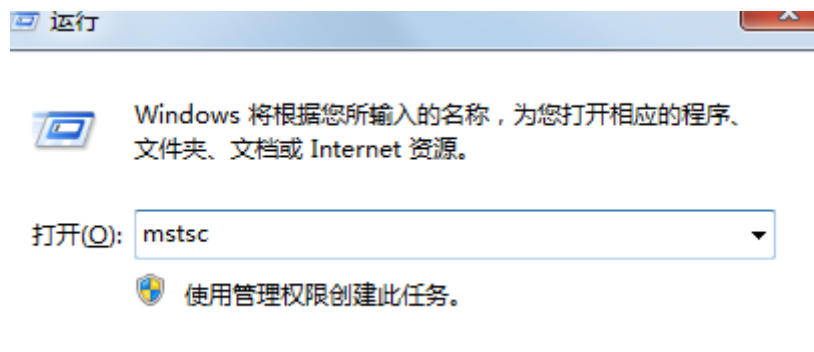 运行
Windows 将根据您所输入的名称，为您打开相应的程序、
文件夹、文档或 Internet 资源。
打开(O): mstsc
使用管理权限创建此任务。